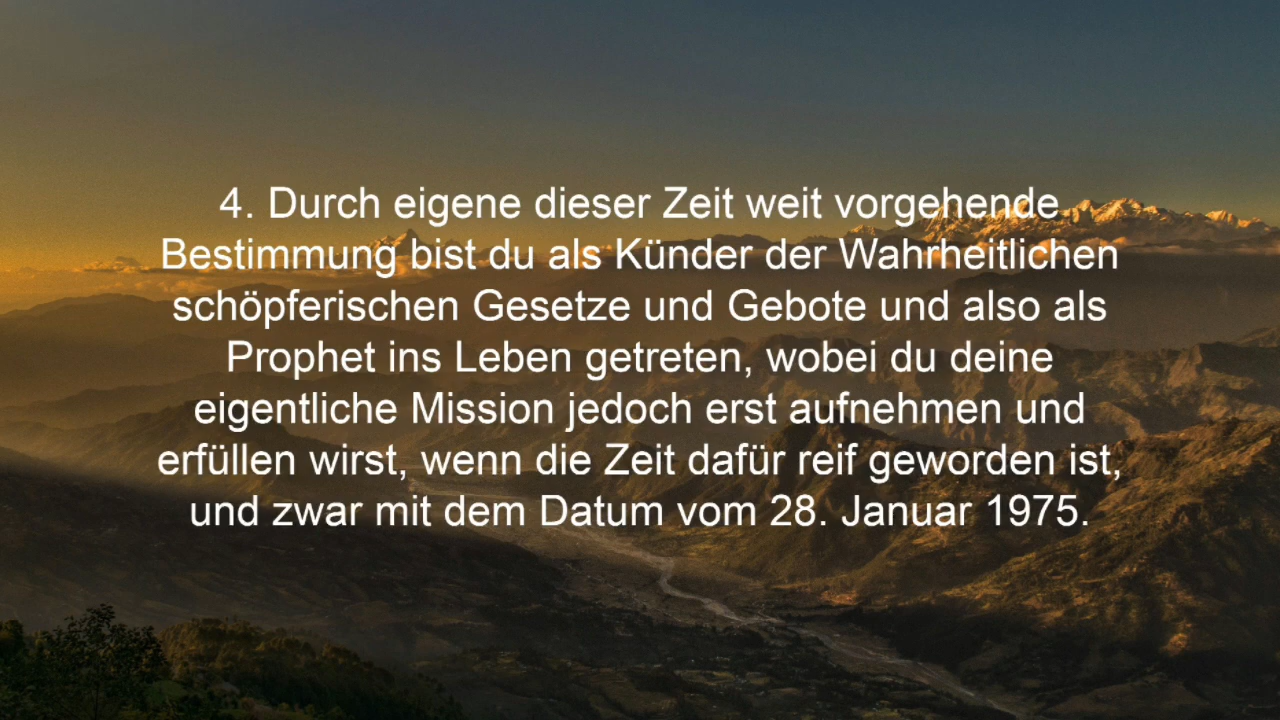 4. Durch eigene dieser Zeit weit vorgehende
Bestimmung bist du als Künder der Wahrheitlichen
schöpferischen Gesetze und Gebote und also als
Prophet ins Leben getreten, wobei du deine
eigentliche Mission jedoch erst aufnehmen und
erfüllen wirst, wenn die Zeit dafür reif geworden ist,
und zwar mit dem Datum vom 28. Januar 1975.